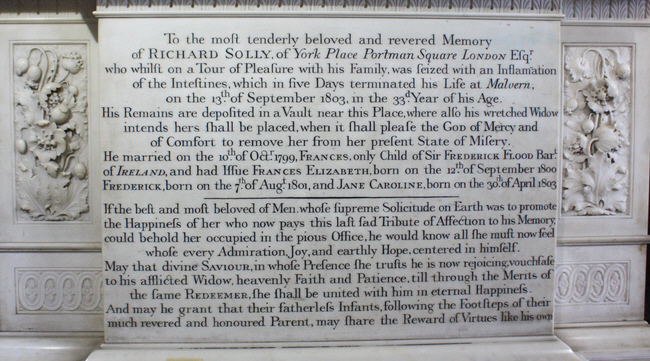 To the moſt tenderly beloved and revered Memory
of RICHARD SOLLY, of York Place Portman Square LONDON Eſqr.
who whilſt on a Tour of Pleaſure with his Family, was ſeized with an Inflam̄ation
of the Inteſtines, which in five Days terminated his Life at Malvern,
on the 13th of September 1803, in the 33d Year of his Age.
His Remains are depoſited in a Vault near this Place, where alſo his wretched Widow
intends hers ſhall be placed, when it ſhall pleaſe the GOD of Mercy and
of Comfort to remove her from her preſent State of Miſery.
He married on the 10th of Octr. 1799, FRANCES, only Child of Sir FREDERICK FLOOD Bart.
of IRELAND, and had Iſſue FRANCES ELIZABETH, born on the 12th of September 1800
FREDERICK, born on the 7th of Augt. 1801, and JANE CAROLINE, born on the 30th of April 1803
If the beſt and moſt beloved of Men, whoſe ſupreme Solicitude on Earth was to promote
the Happineſs of her who now pays this laſt ſad Tribute of Affection to his Memory,
could behold her occupied in the pious Office, he would know all ſhe muſt now feel
whoſe every Admiration, Joy, and earthly Hope, centered in himſelf.
May that divine SAVIOUR, in whoſe Preſence ſhe truſts he is now rejoicing, vouchſafe
to his afflicted Widow, heavenly Faith and Patience, till through the Merits of
the ſame REDEEMER, ſhe ſhall be united with him in eternal Happineſs.
And may he grant that their fatherleſs Infants, following the Footſteps of their
much revered and honoured Parent, may ſhare the Reward of Virtues like his own